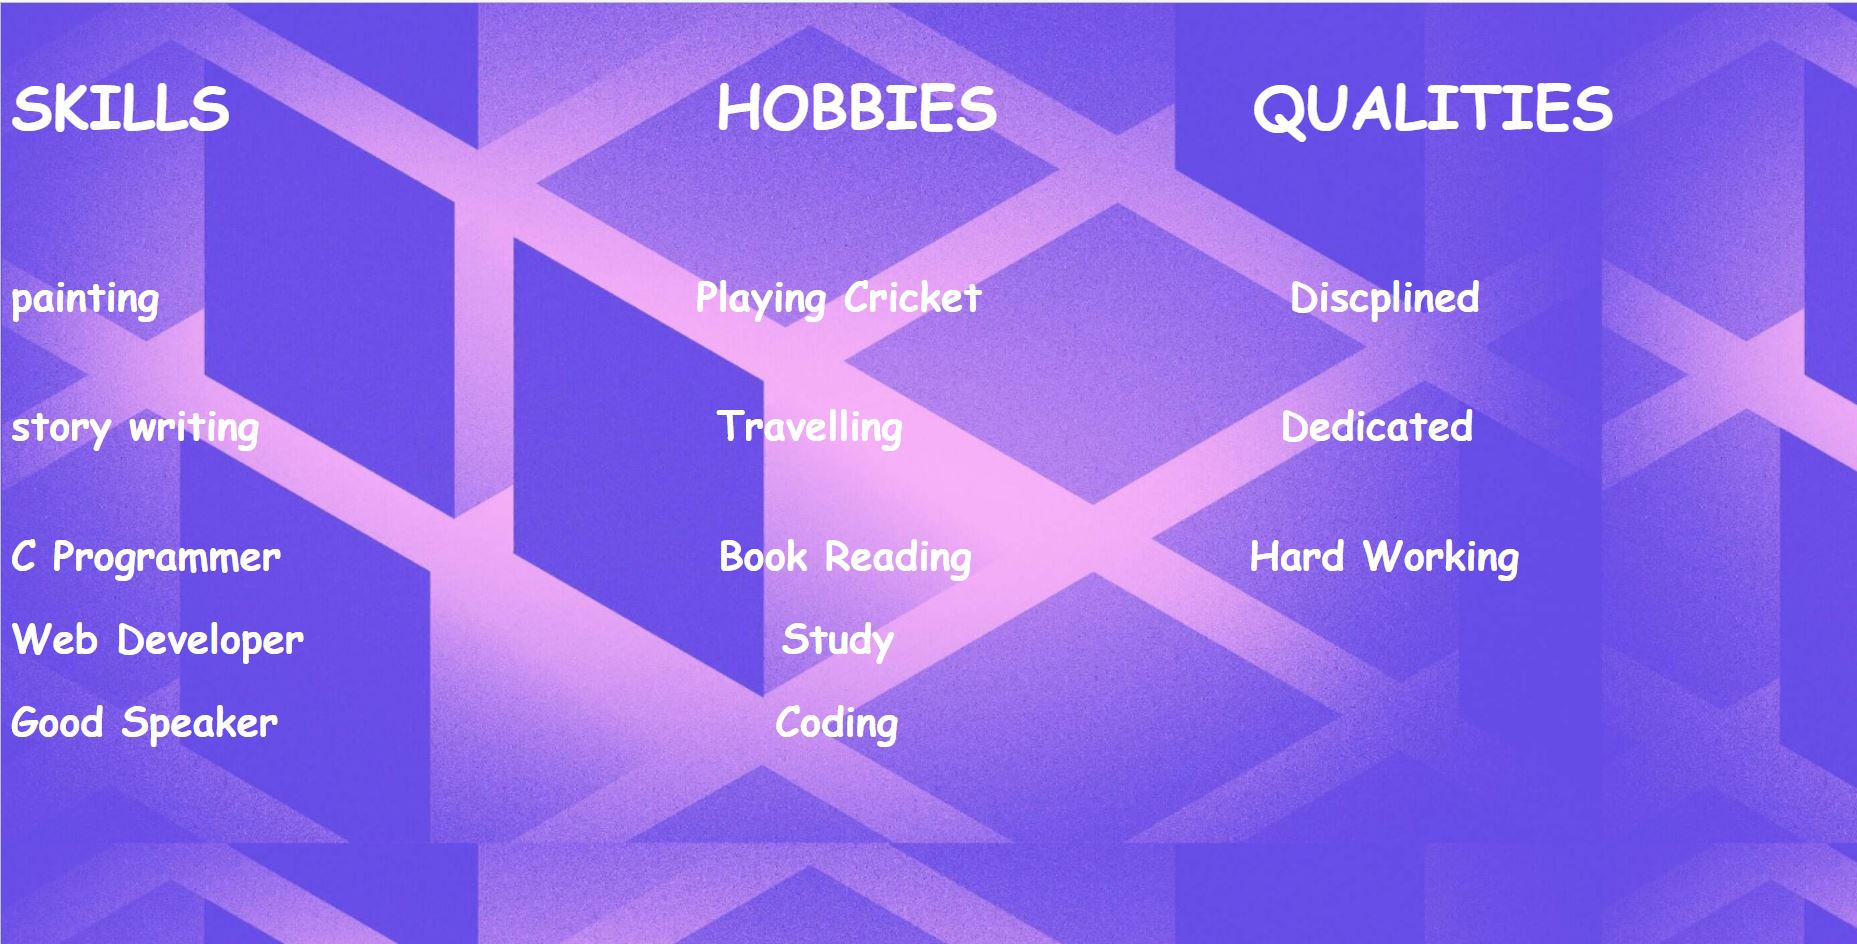 SKILLS HOBBIES QUALITIES
painting Playing Cricket Discplined
story writing Travelling Dedicated
C Programmer Book Reading Hard Working
Web Developer Study
Good Speaker Coding